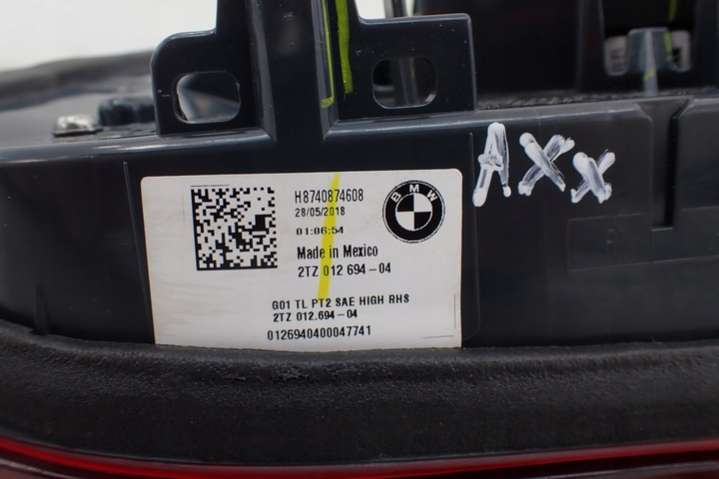 AXX
H8740874608
28/05/2018
BMW
01:06:54
Made in Mexico
2TZ 012 694-04
G01 TL PT2 SAE HIGH RHS
2TZ 012.694-04
0126940400047741